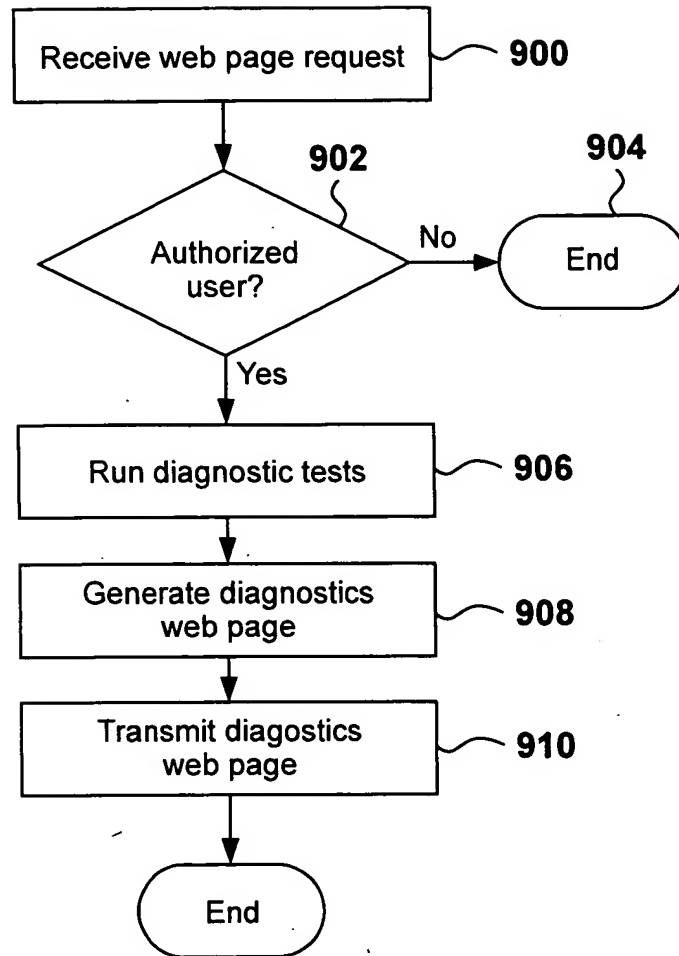 Receive web page request
900
902
904
Authorized
user?
No
End
Yes
Run diagnostic tests
906
Generate diagnostics
web page
908
Transmit diagostics
web page
910
End